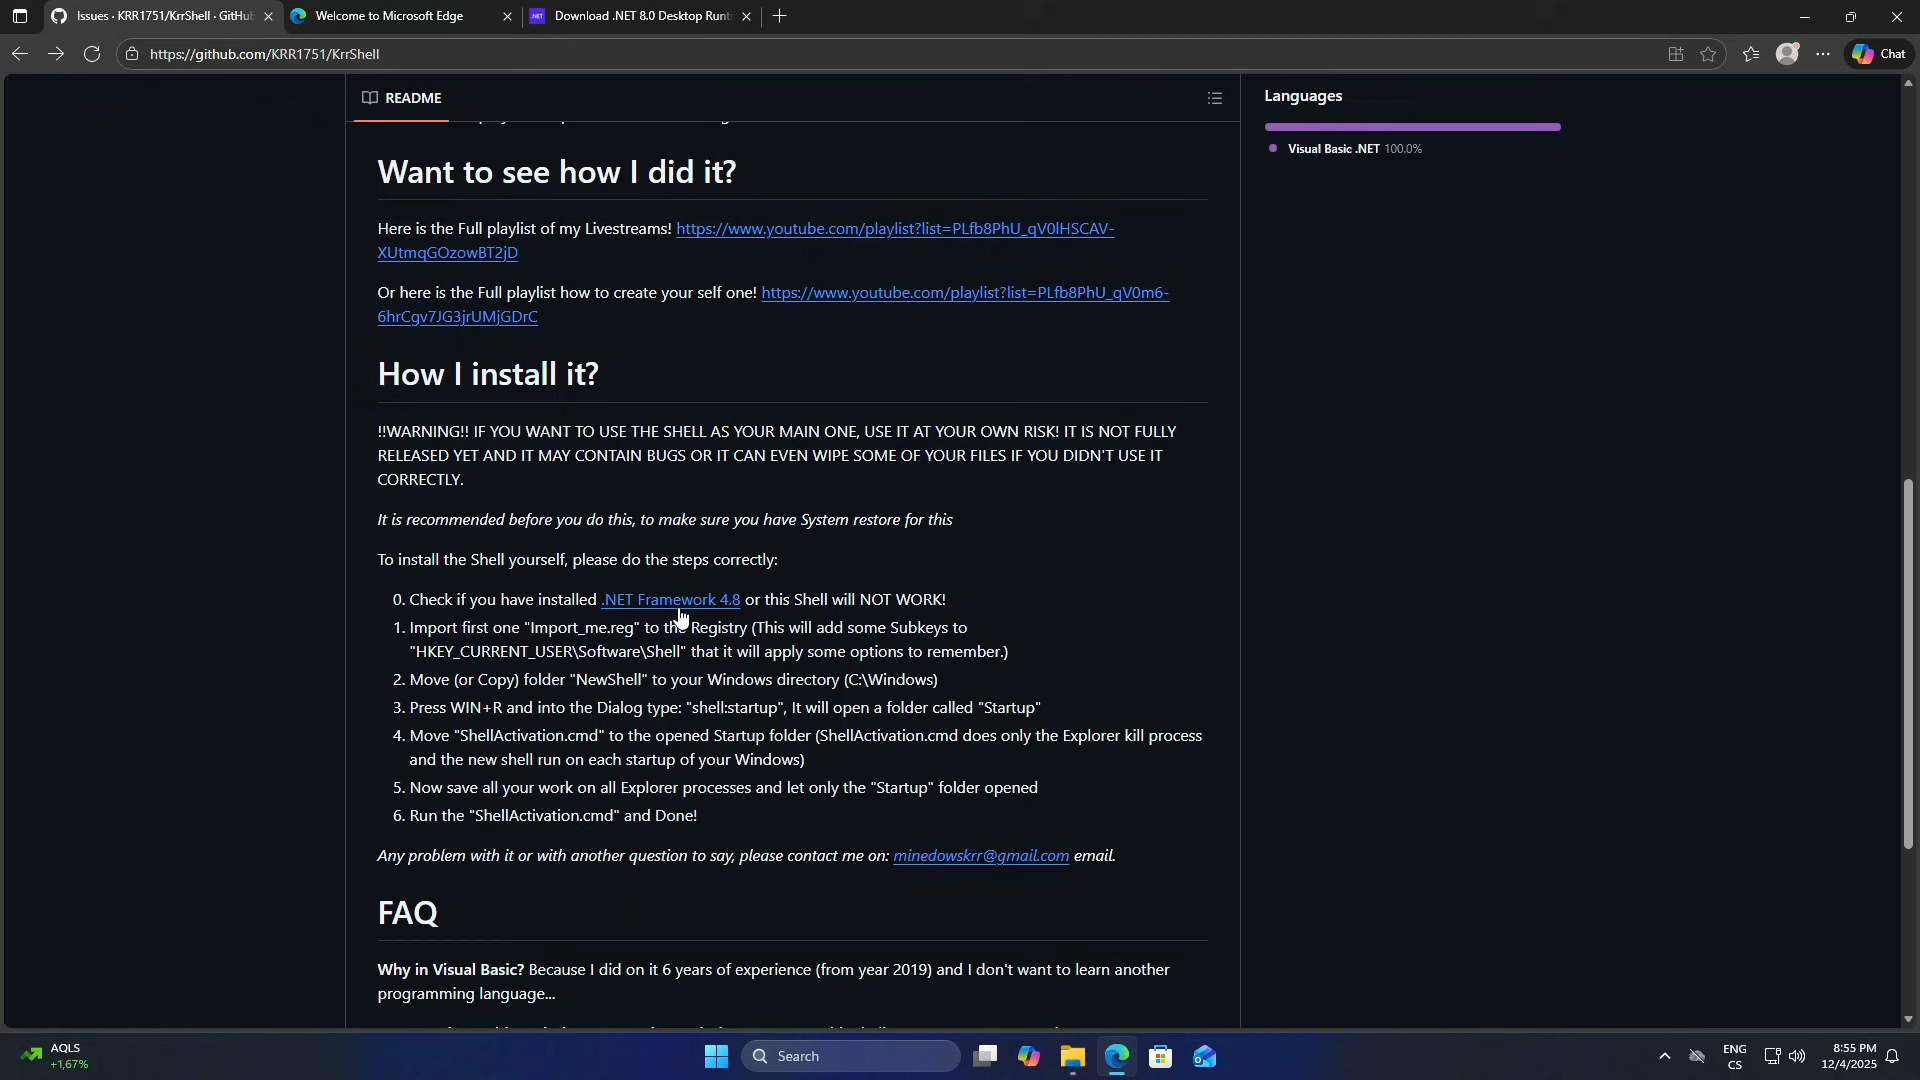 Issues · KRR1751/KrrShell · GitHub
Welcome to Microsoft Edge
Download .NET 8.0 Desktop Runti
https://github.com/KRR1751/KrrShell
Chat
README
Languages
Visual Basic .NET 100.0%
Want to see how I did it?
Here is the Full playlist of my Livestreams! https://www.youtube.com/playlist?list=PLfb8PhU_qV0lHSCAV-
XUtmqGOzowBT2jD
Or here is the Full playlist how to create your self one! https://www.youtube.com/playlist?list=PLfb8PhU_qV0m6-
6hrCgv7JG3jrUMjGDrC
How I install it?
!!WARNING!! IF YOU WANT TO USE THE SHELL AS YOUR MAIN ONE, USE IT AT YOUR OWN RISK! IT IS NOT FULLY
RELEASED YET AND IT MAY CONTAIN BUGS OR IT CAN EVEN WIPE SOME OF YOUR FILES IF YOU DIDN'T USE IT
CORRECTLY.
It is recommended before you do this, to make sure you have System restore for this
To install the Shell yourself, please do the steps correctly:
0. Check if you have installed .NET Framework 4.8 or this Shell will NOT WORK!
1. Import first one "Import_me.reg" to the Registry (This will add some Subkeys to
"HKEY_CURRENT_USER\Software\Shell" that it will apply some options to remember.)
2. Move (or Copy) folder "NewShell" to your Windows directory (C:\Windows)
3. Press WIN+R and into the Dialog type: "shell:startup", It will open a folder called "Startup"
4. Move "ShellActivation.cmd" to the opened Startup folder (ShellActivation.cmd does only the Explorer kill process
and the new shell run on each startup of your Windows)
5. Now save all your work on all Explorer processes and let only the "Startup" folder opened
6. Run the "ShellActivation.cmd" and Done!
Any problem with it or with another question to say, please contact me on: minedowskrr@gmail.com email.
FAQ
Why in Visual Basic? Because I did on it 6 years of experience (from year 2019) and I don't want to learn another
programming language...
AQLS
+1,67%
Search
ENG
CS
8:55 PM
12/4/2025